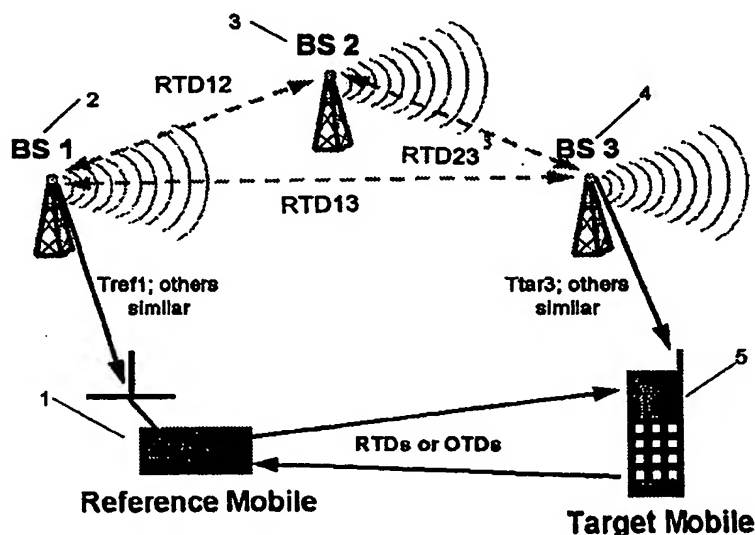 3
BS 2
RTD12
2
4
BS 1
BS 3
RTD23
3
RTD13
Tref1; others
similar
Ttar3; others
similar
5
1
RTDs or OTDs
Reference Mobile
Target Mobile